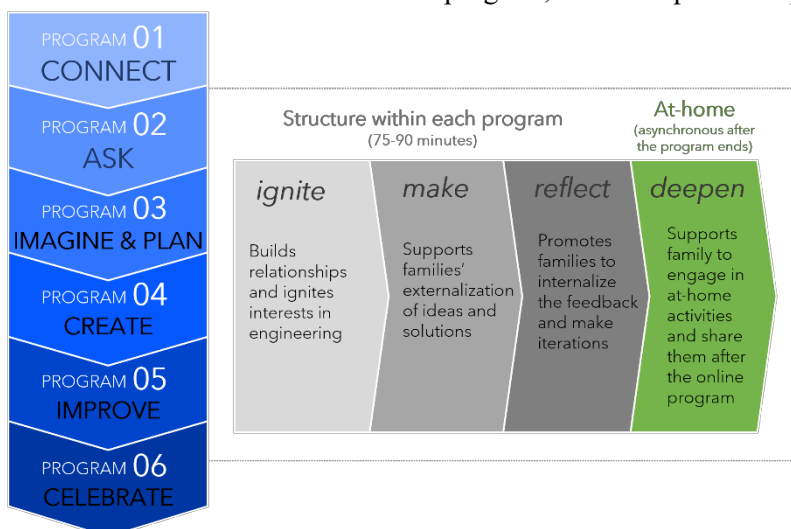 PROGRAM 01
CONNECT
PROGRAM 02
ASK
PROGRAM 03
IMAGINE & PLAN
PROGRAM 04
CREATE
PROGRAM 05
IMPROVE
PROGRAM 06
CELEBRATE
Structure within each program
(75-90 minutes)
At-home
(asynchronous after
the program ends)
ignite
Builds
relationships
and ignites
interests in
engineering
make
Supports
families'
externalization
of ideas and
solutions
reflect
Promotes
families to
internalize
the feedback
and make
iterations
deepen
Supports
family to
engage in
at-home
activities
and share
them after
the online
program